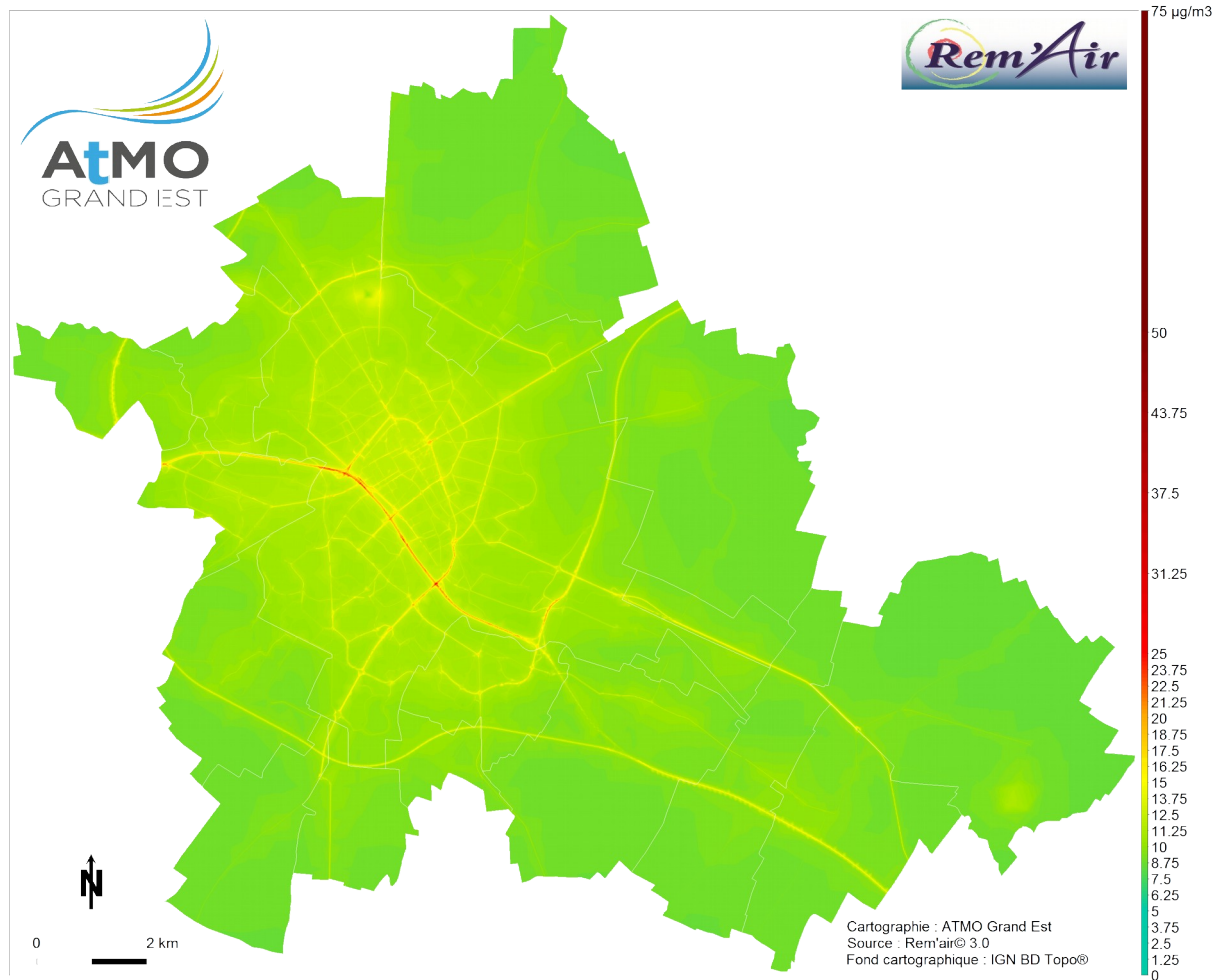 AtMO
GRAND EST
Rem'Air
75 µg/m3
50
43.75
37.5
31.25
25
23.75
22.5
21.25
20
18.75
17.5
16.25
15
13.75
12.5
11.25
10
8.75
7.5
6.25
5
3.75
2.5
1.25
0
N
0
2 km
Cartographie : ATMO Grand Est
Source : Rem'air© 3.0
Fond cartographique : IGN BD Topo®